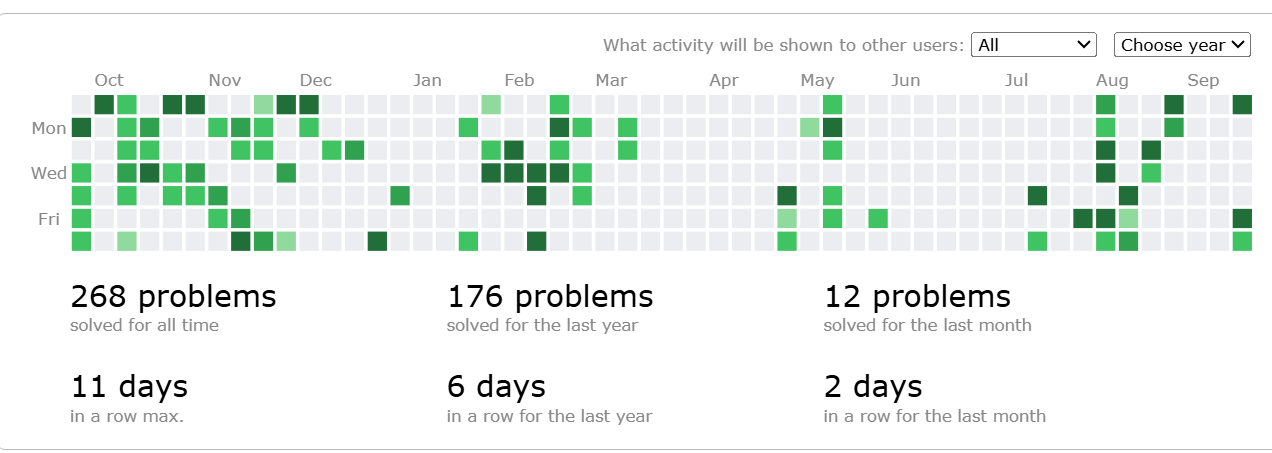 What activity will be shown to other users: All Choose year
Oct Nov Dec Jan Feb Mar Apr May Jun Jul Aug Sep
Mon
Wed
Fri
268 problems 176 problems 12 problems
solved for all time solved for the last year solved for the last month
11 days 6 days 2 days
in a row max. in a row for the last year in a row for the last month